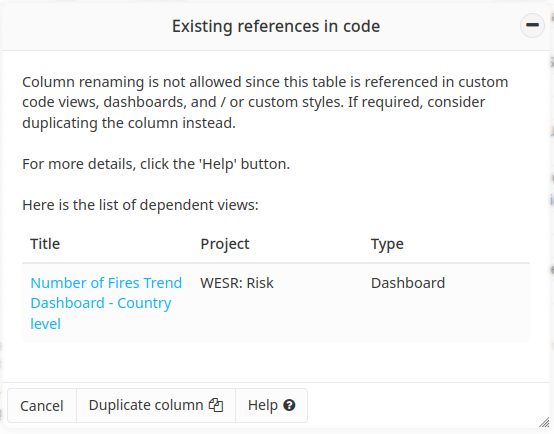 Existing references in code
Column renaming is not allowed since this table is referenced in custom
code views, dashboards, and / or custom styles. If required, consider
duplicating the column instead.
For more details, click the 'Help' button.
Here is the list of dependent views:
Title Project Type
Number of Fires Trend WESR: Risk Dashboard
Dashboard - Country
level
Cancel Duplicate column Help